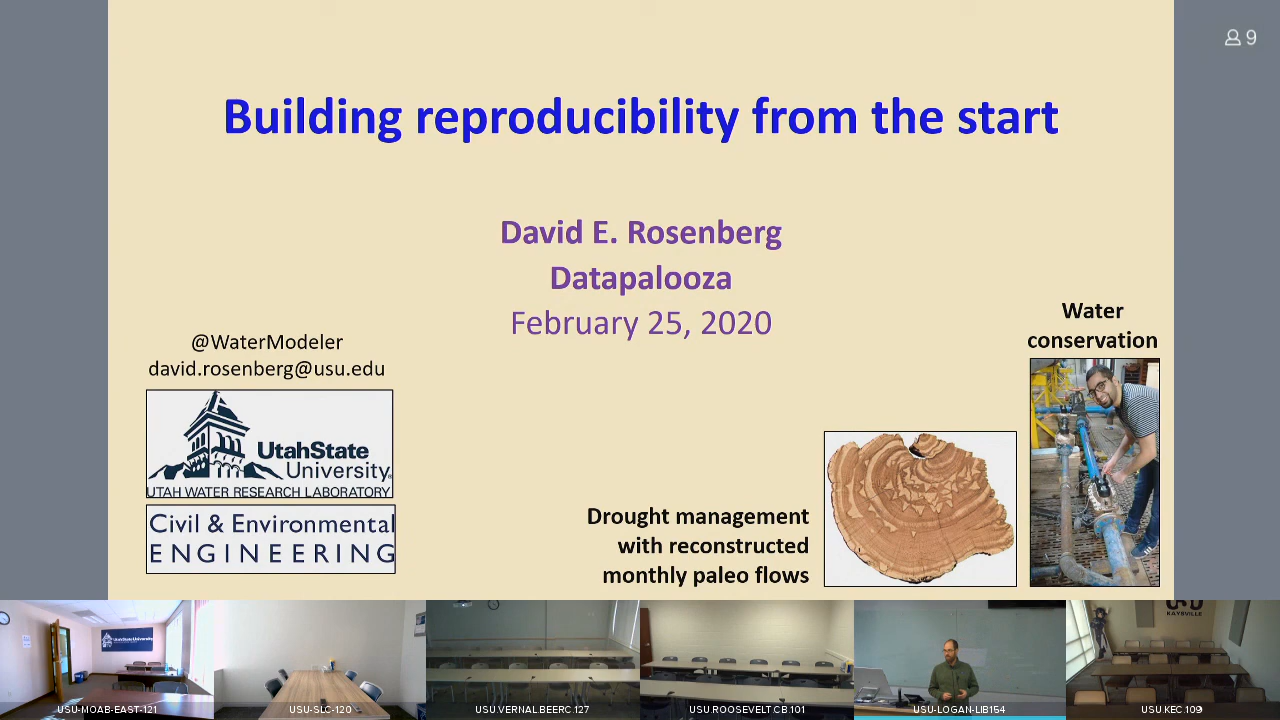 9
Building reproducibility from the start
David E. Rosenberg
Datapalooza
February 25, 2020
@WaterModeler
david.rosenberg@usu.edu
UtahState
University
UTAH WATER RESEARCH LABORATORY
Civil & Environmental
ENGINEERING
Drought management
with reconstructed
monthly paleo flows
Water
conservation
UtahStateUniversity
KAYSVILLE
USU-MOAB-EAST-121
USU-SLC-120
USU.VERNAL.BEERC.127
USU.ROOSEVELT.CB.101
USU-LOGAN-LIB154
USU.KEC.109